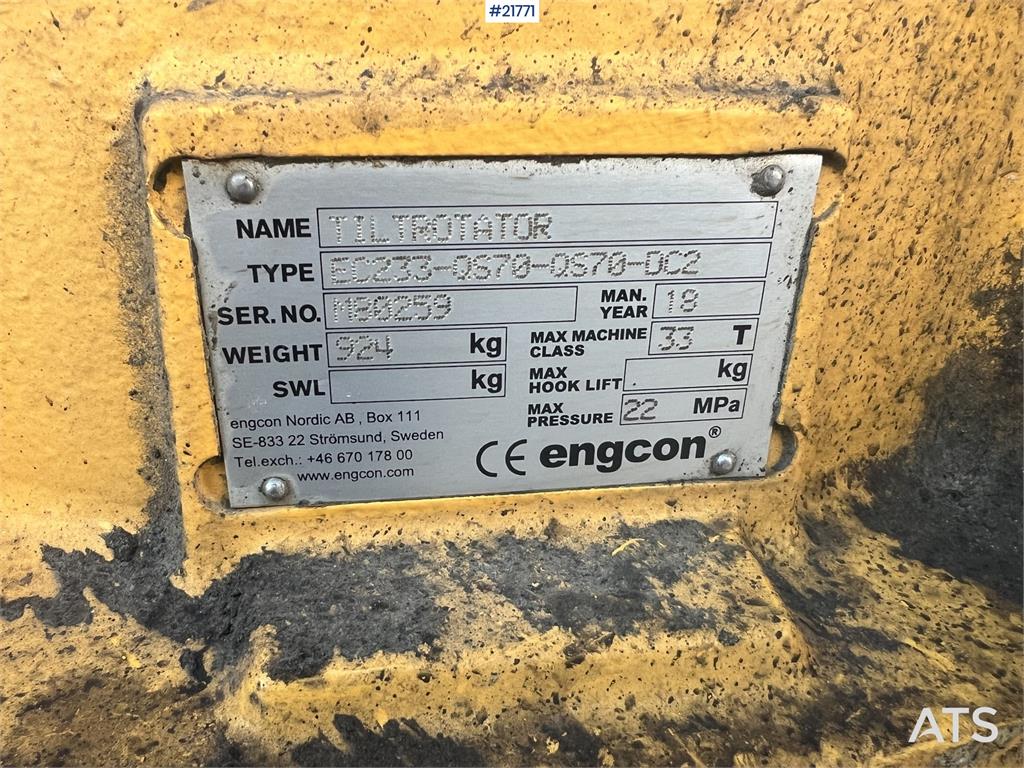 #21771
NAME TILTROTATOR
TYPE EC233-QS70-QS70-DC2
SER. NO. M80259 MAN. YEAR 18
WEIGHT 924 kg MAX MACHINE CLASS 33 T
SWL kg MAX HOOK LIFT kg
MAX PRESSURE 22 MPa
engcon Nordic AB , Box 111
SE-833 22 Strömsund, Sweden
Tel.exch.: +46 670 178 00
www.engcon.com
CE engcon®
ATS